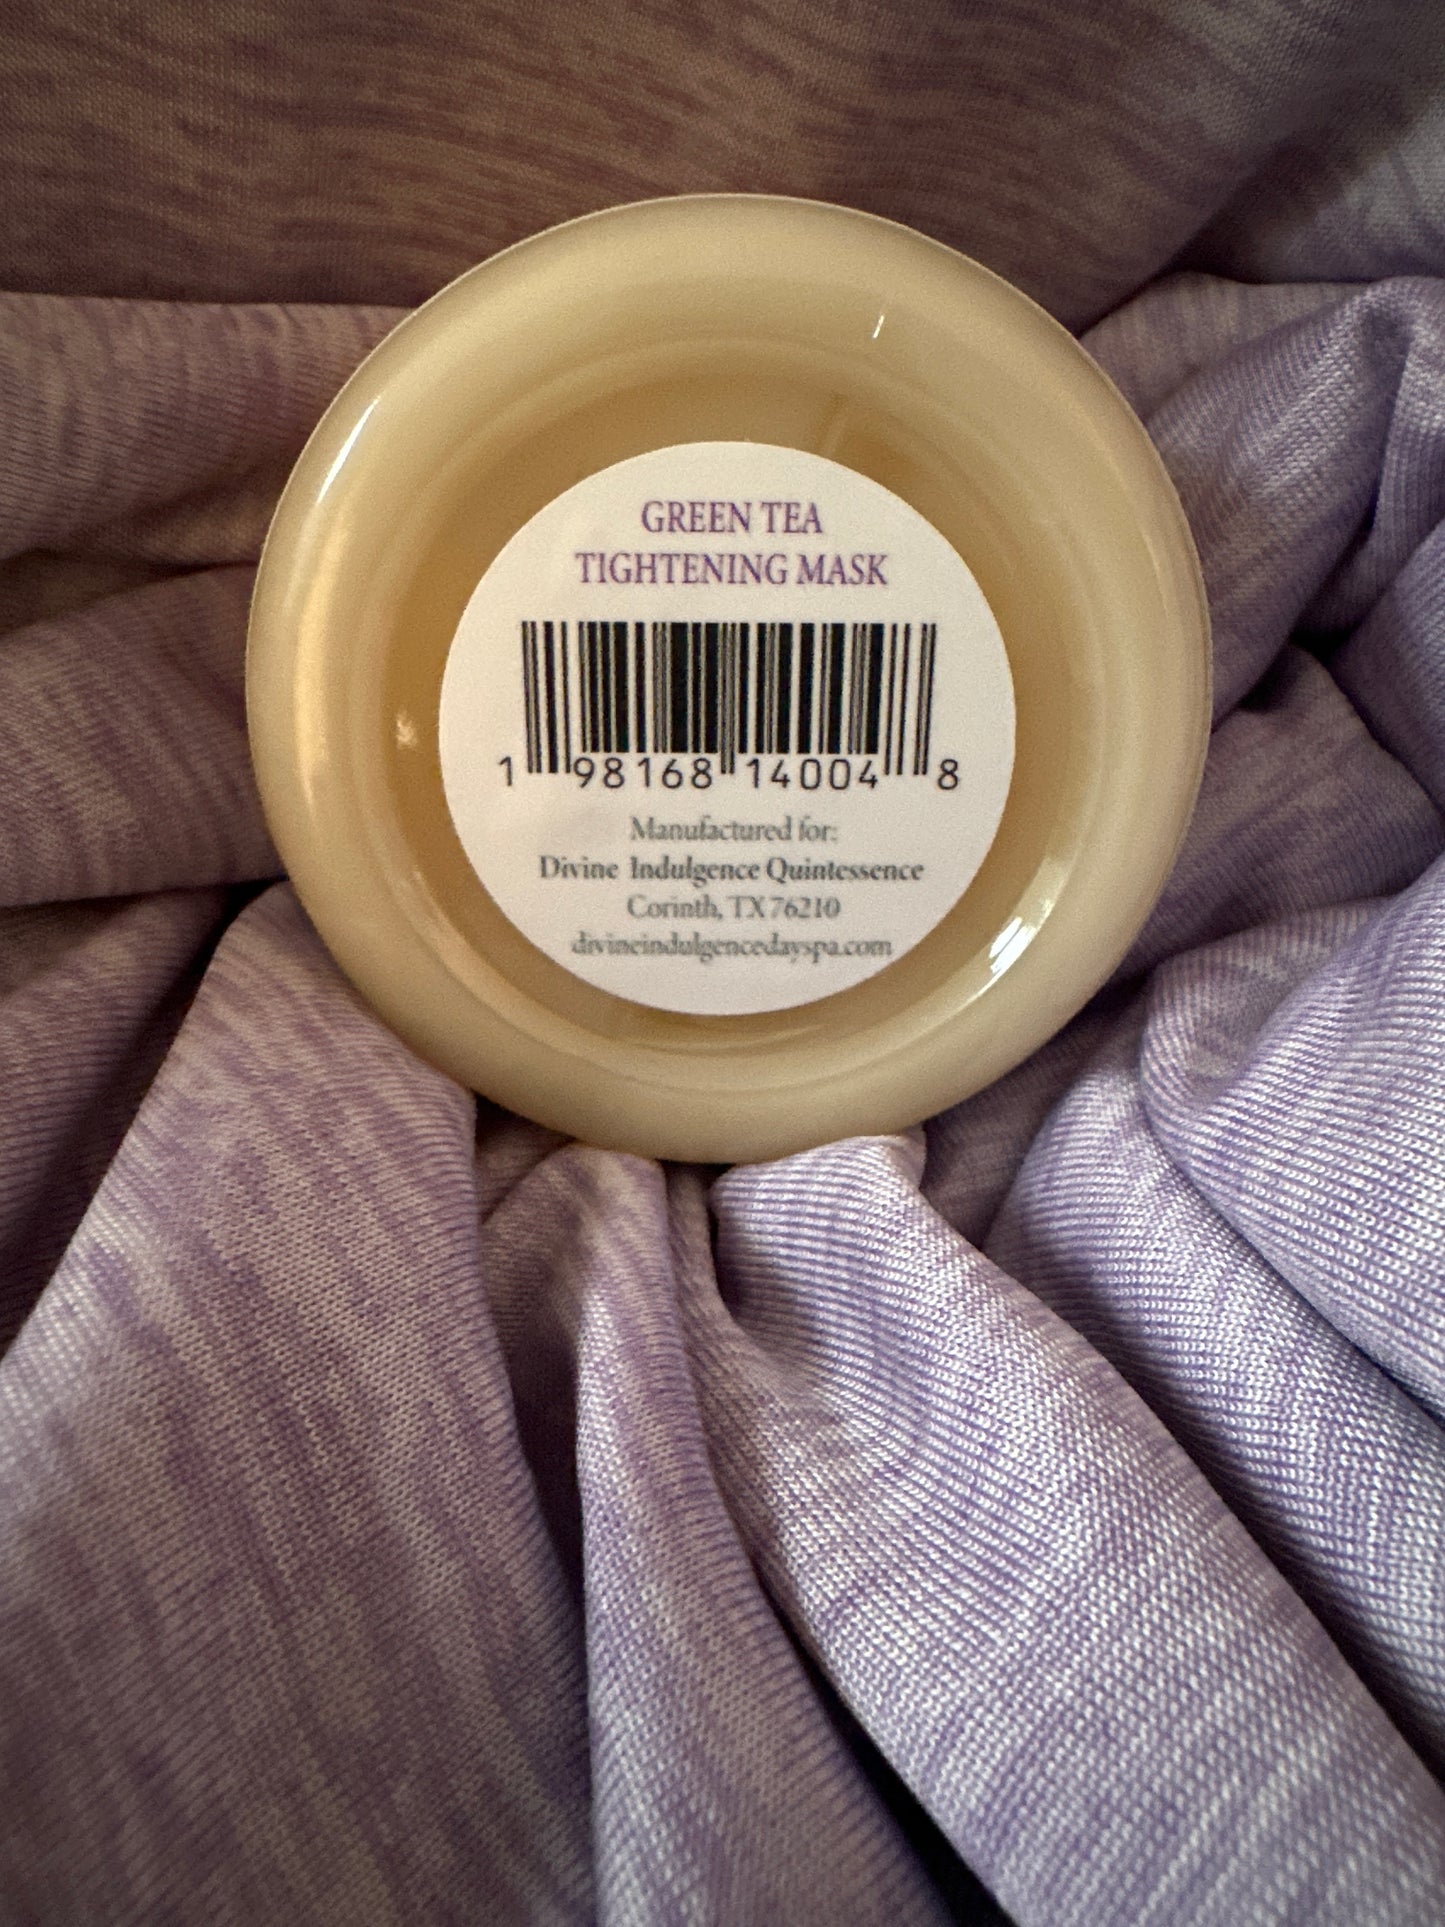 GREEN TEA
TIGHTENING MASK
1 98168 14004 8
Manufactured for:
Divine Indulgence Quintessence
Corinth, TX 76210
divineindulgencedayspa.com